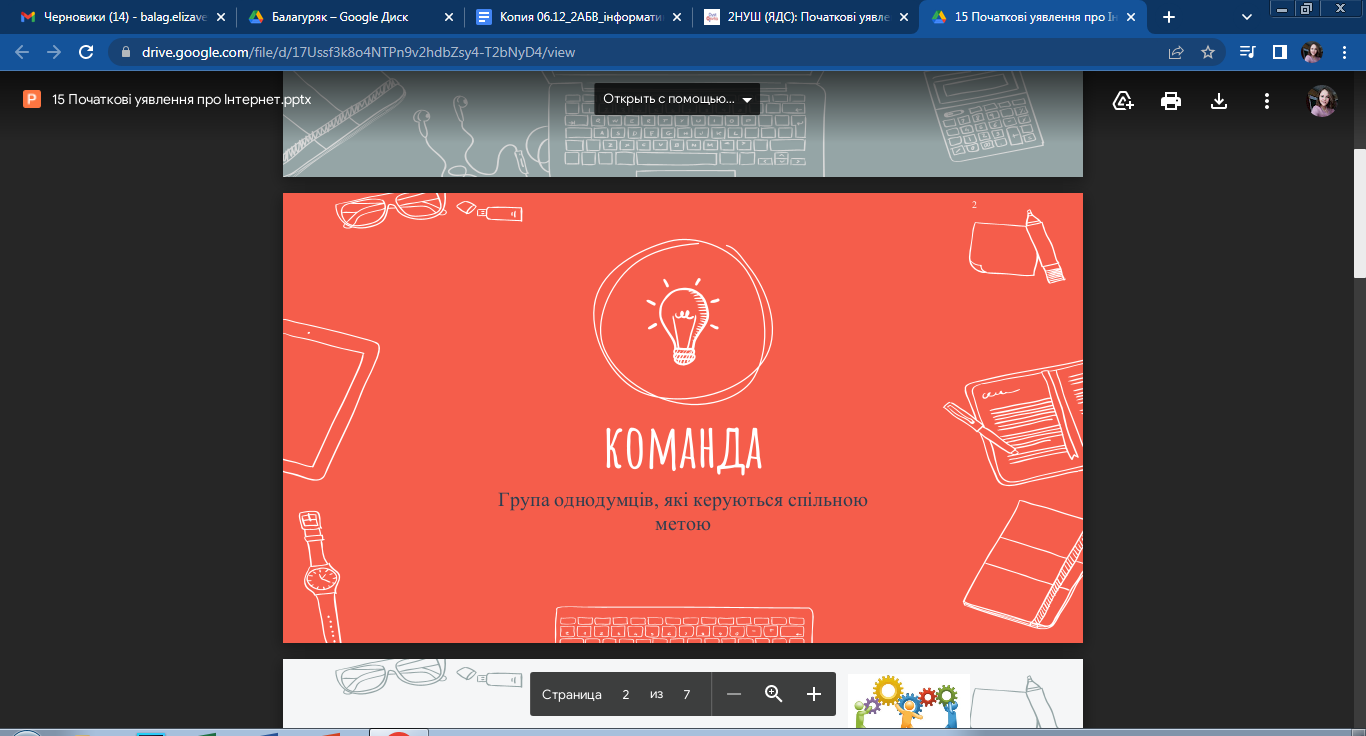 Черновики (14) - balag.elizave
Балагуряк – Google Диск
Копия 06.12_2АБВ_інформати
2НУШ (ЯДС): Початкові уявле
15 Початкові уявлення про Ін
drive.google.com/file/d/17Ussf3k8o4NTPn9v2hdbZsy4-T2bNyD4/view
15 Початкові уявлення про Інтернет.pptx
Открыть с помощью...
2
КОМАНДА
Група однодумців, які керуються спільною
метою
Страница 2 из 7